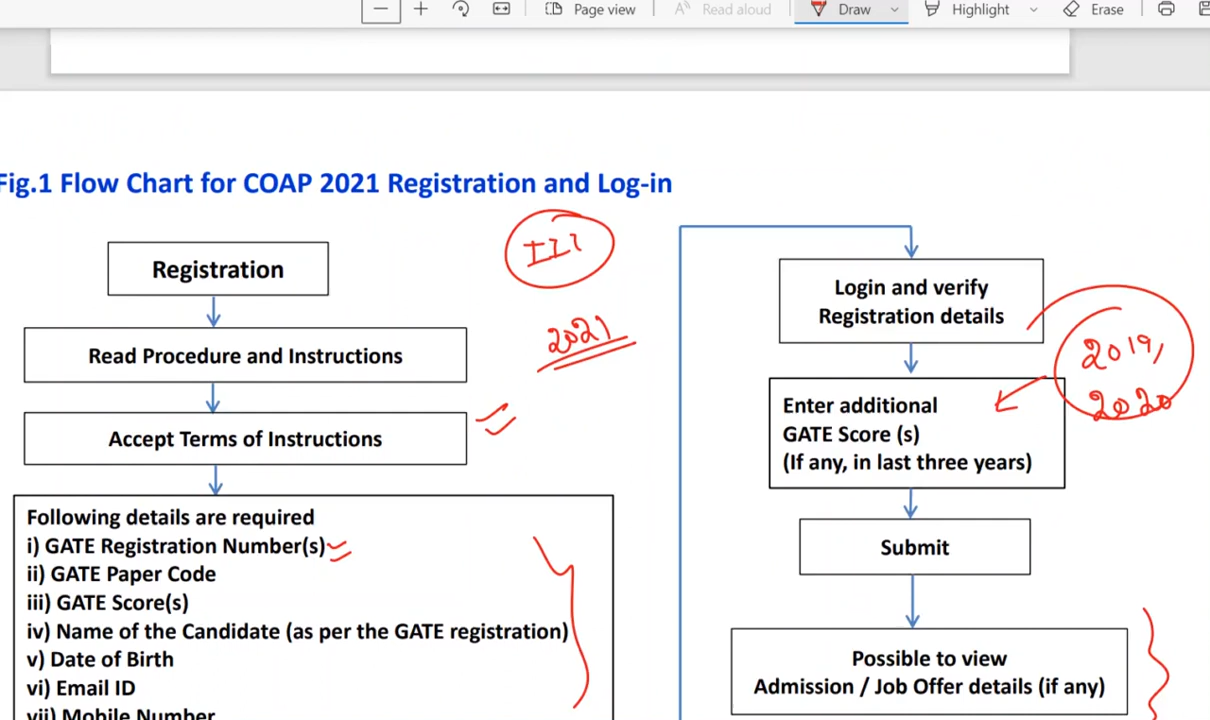 Page view
Read aloud
Draw
Highlight
Erase
Fig.1 Flow Chart for COAP 2021 Registration and Log-in
Registration
Read Procedure and Instructions
Accept Terms of Instructions
Following details are required
i) GATE Registration Number(s)
ii) GATE Paper Code
iii) GATE Score(s)
iv) Name of the Candidate (as per the GATE registration)
v) Date of Birth
vi) Email ID
vii) Mobile Number
2021
Login and verify
Registration details
2019,
2020
Enter additional
GATE Score (s)
(If any, in last three years)
Submit
Possible to view
Admission / Job Offer details (if any)